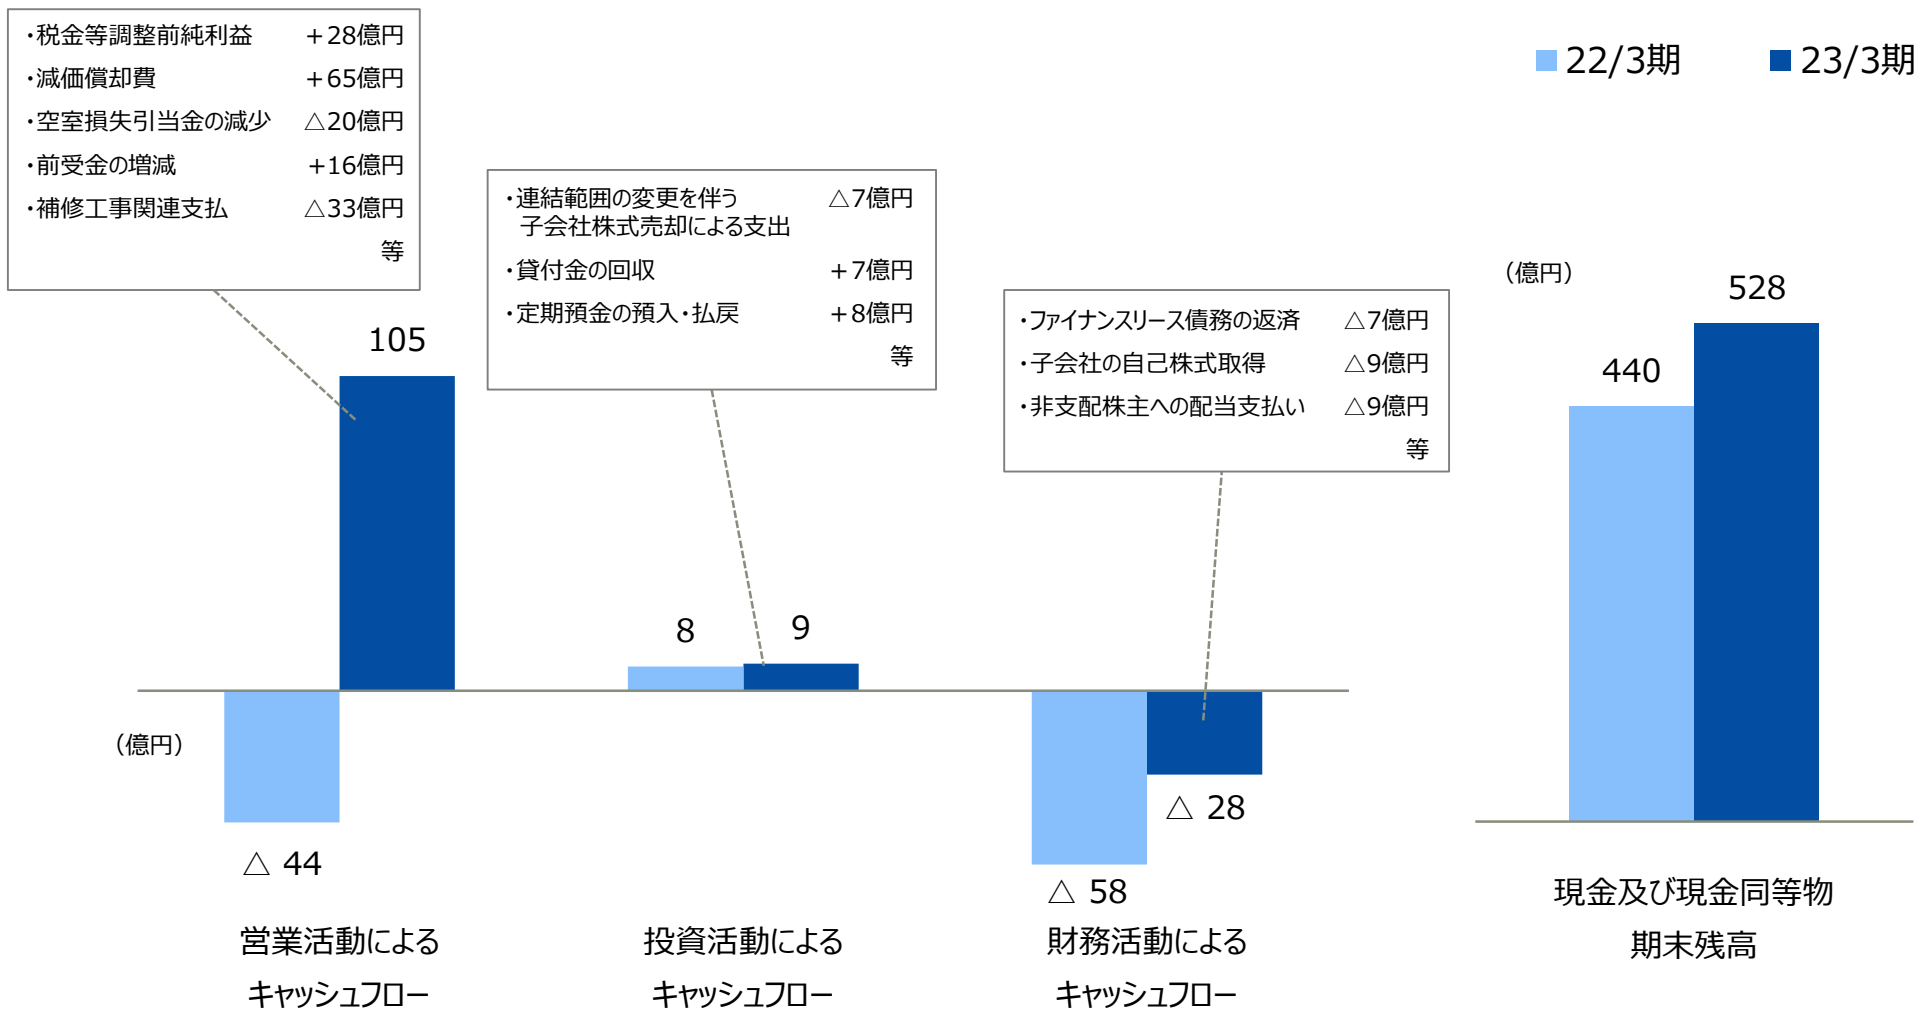 ・税金等調整前純利益 +28億円
・減価償却費 +65億円
・空室損失引当金の減少 △20億円
・前受金の増減 +16億円
・補修工事関連支払 △33億円
等
22/3期 23/3期
・連結範囲の変更を伴う △7億円
子会社株式売却による支出
・貸付金の回収 +7億円
・定期預金の預入・払戻 +8億円
等
・ファイナンスリース債務の返済 △7億円
・子会社の自己株式取得 △9億円
・非支配株主への配当支払い △9億円
等
（億円）
528
440
105
8
9
（億円）
△ 28
△ 44
△ 58
営業活動による
キャッシュフロー
投資活動による
キャッシュフロー
財務活動による
キャッシュフロー
現金及び現金同等物
期末残高